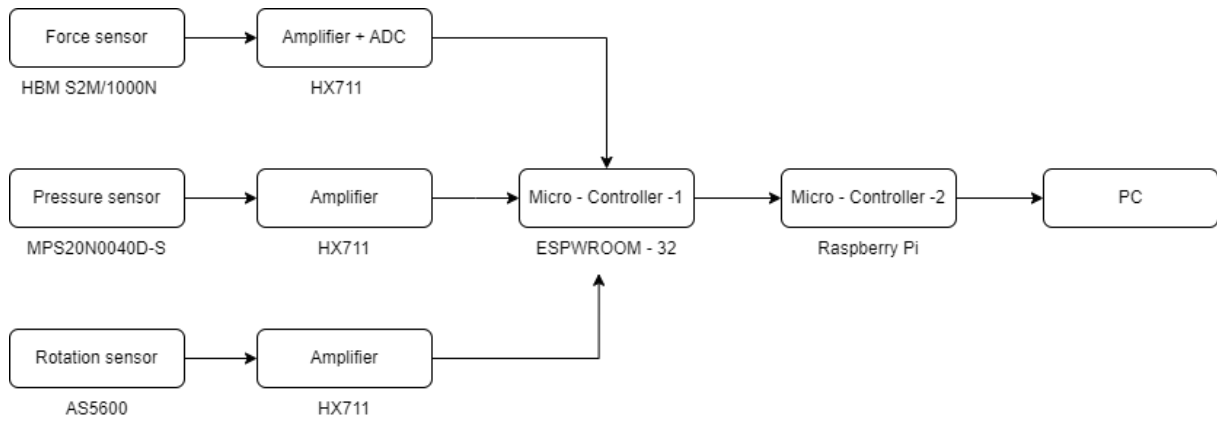 Force sensor
Amplifier + ADC
HBM S2M/1000N
HX711
Pressure sensor
Amplifier
Micro - Controller -1
Micro - Controller -2
PC
MPS20N0040D-S
HX711
ESPWROOM - 32
Raspberry Pi
Rotation sensor
Amplifier
AS5600
HX711